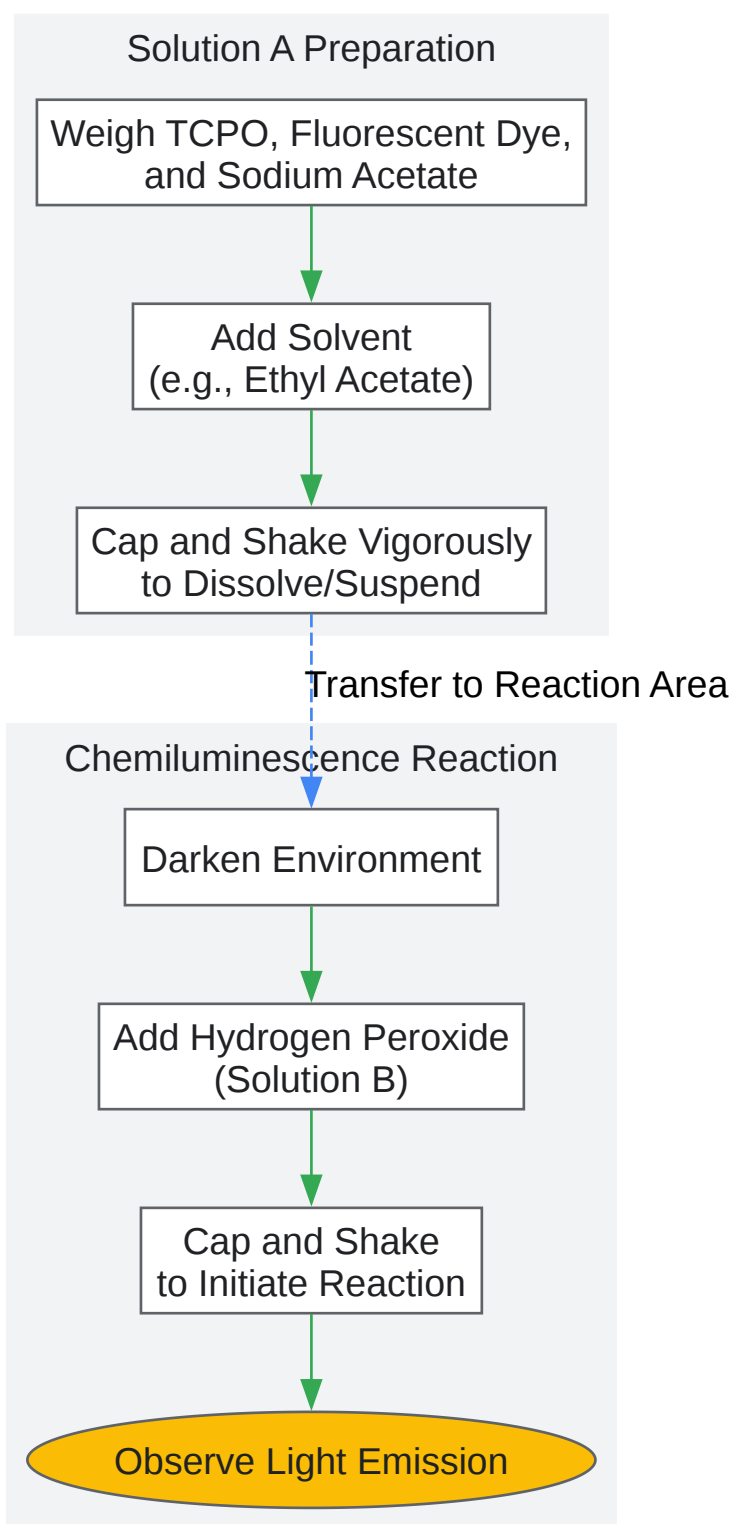 Solution A Preparation
Weigh TCPO, Fluorescent Dye,
and Sodium Acetate
Add Solvent
(e.g., Ethyl Acetate)
Cap and Shake Vigorously
to Dissolve/Suspend
Transfer to Reaction Area
Chemiluminescence Reaction
Darken Environment
Add Hydrogen Peroxide
(Solution B)
Cap and Shake
to Initiate Reaction
Observe Light Emission